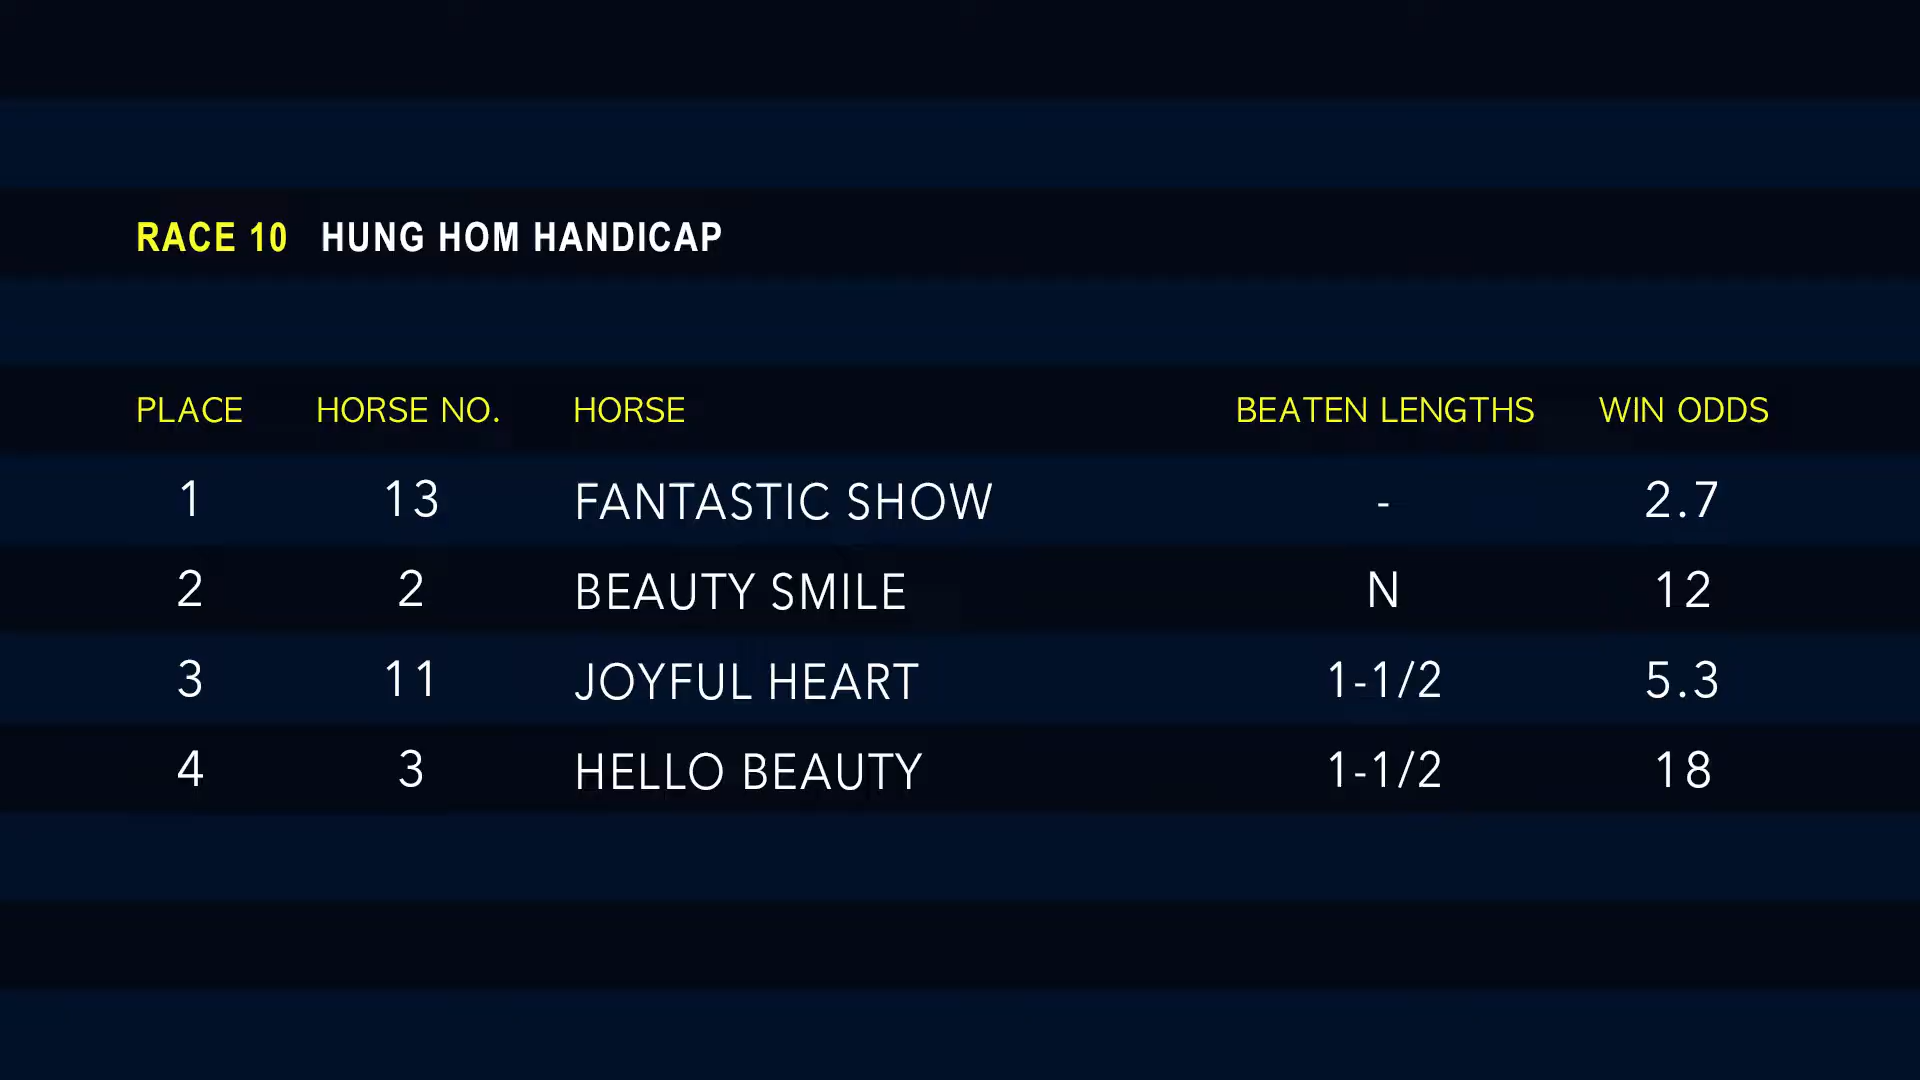 RACE 10 HUNG HOM HANDICAP
PLACE HORSE NO. HORSE BEATEN LENGTHS WIN ODDS
1 13 FANTASTIC SHOW - 2.7
2 2 BEAUTY SMILE N 12
3 11 JOYFUL HEART 1-1/2 5.3
4 3 HELLO BEAUTY 1-1/2 18